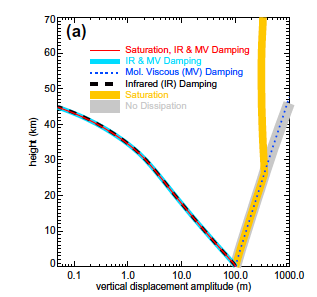 (a)
Saturation, IR & MV Damping
IR & MV Damping
Mol. Viscous (MV) Damping
Infrared (IR) Damping
Saturation
No Dissipation
70
60
50
40
30
20
10
0
height (km)
0.1 1.0 10.0 100.0 1000.0
vertical displacement amplitude (m)